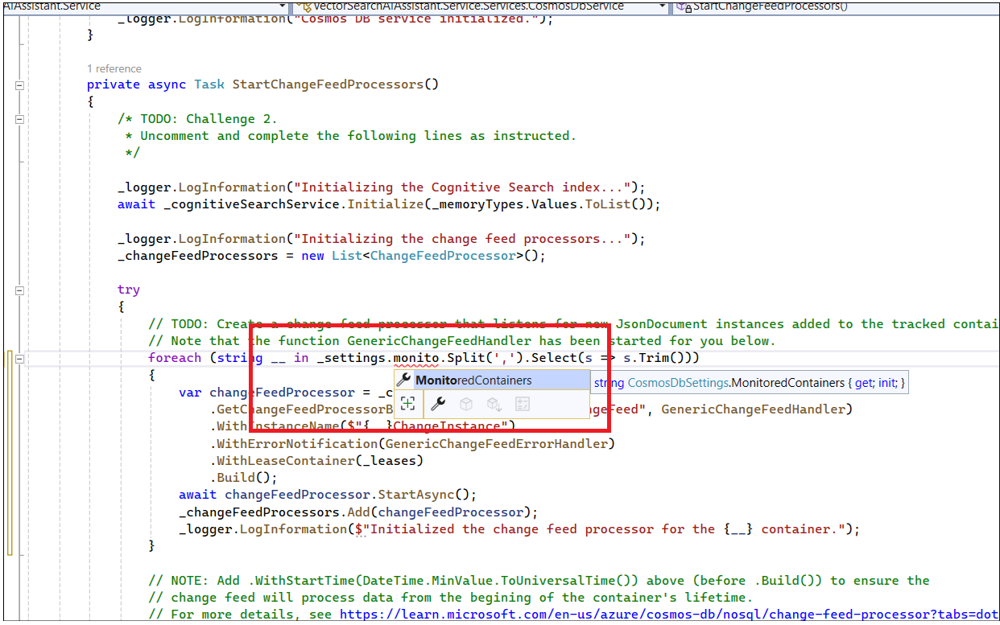 AIAssistant.Service VectorSearchAIAssistant.Service.Services.CosmosDbService StartChangeFeedProcessors()
_logger.LogInformation("Cosmos DB service initialized.");
}
1 reference
private async Task StartChangeFeedProcessors()
{
/* TODO: Challenge 2.
* Uncomment and complete the following lines as instructed.
*/
_logger.LogInformation("Initializing the Cognitive Search index...");
await _cognitiveSearchService.Initialize(_memoryTypes.Values.ToList());
_logger.LogInformation("Initializing the change feed processors...");
_changeFeedProcessors = new List<ChangeFeedProcessor>();
try
{
// TODO: Create a change feed processor that listens for new JsonDocument instances added to the tracked contai
// Note that the function GenericChangeFeedHandler has been started for you below.
foreach (string __ in _settings.monito.Split(',').Select(s => s.Trim()))
{
MonitoredContainers
string CosmosDbSettings.MonitoredContainers { get; init; }
var changeFeedProcessor = _c
.GetChangeFeedProcessorB ngeFeed", GenericChangeFeedHandler)
.WithInstanceName($"{__}ChangeInstance")
.WithErrorNotification(GenericChangeFeedErrorHandler)
.WithLeaseContainer(_leases)
.Build();
await changeFeedProcessor.StartAsync();
_changeFeedProcessors.Add(changeFeedProcessor);
_logger.LogInformation($"Initialized the change feed processor for the {__} container.");
}
// NOTE: Add .WithStartTime(DateTime.MinValue.ToUniversalTime()) above (before .Build()) to ensure the
// change feed will process data from the begining of the container's lifetime.
// For more details, see https://learn.microsoft.com/en-us/azure/cosmos-db/nosql/change-feed-processor?tabs=dot